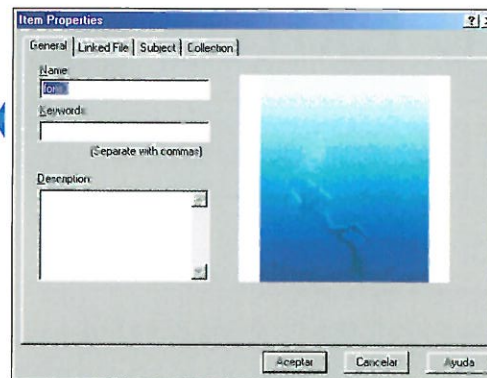 Item Properties
General Linked File Subject Collection
Name:
Keywords:
(Separate with commas)
Description:
Aceptar Cancelar Ayuda